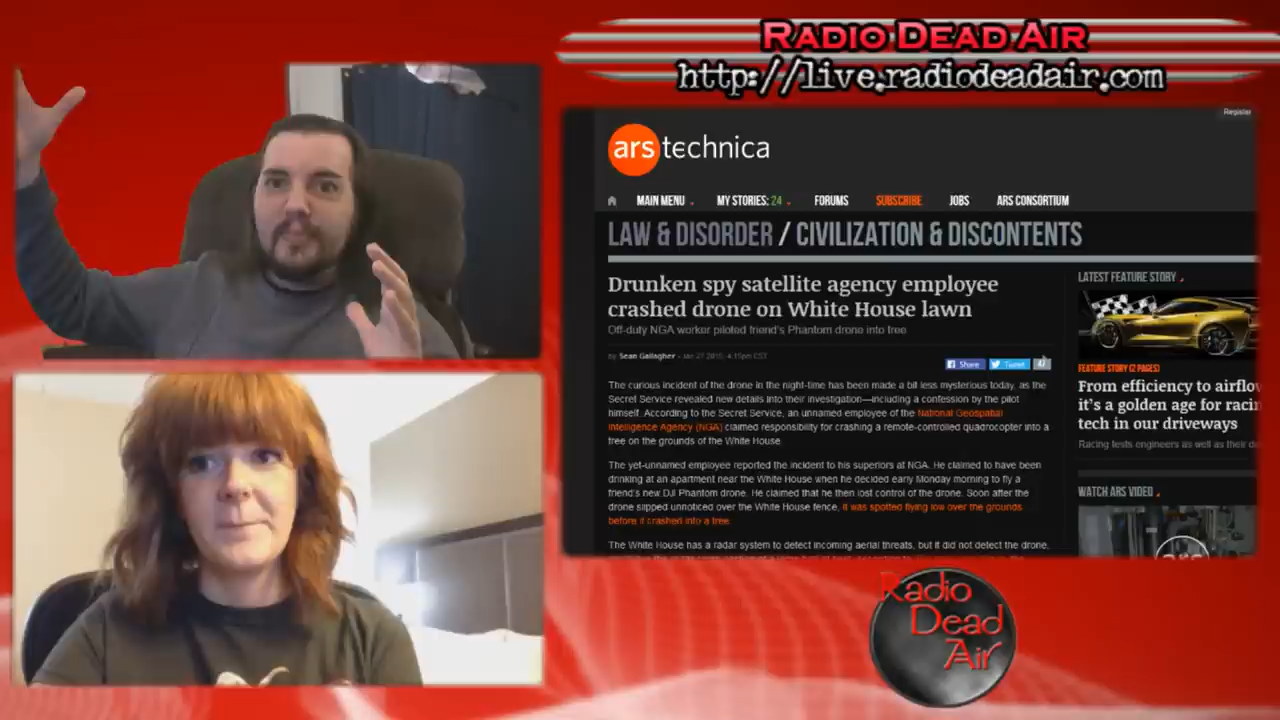 Radio Dead Air
http://live.radiodeadair.com
Register
ars technica
MAIN MENU
MY STORIES: 24
FORUMS
SUBSCRIBE
JOBS
ARS CONSORTIUM
LAW & DISORDER / CIVILIZATION & DISCONTENTS
Drunken spy satellite agency employee
crashed drone on White House lawn
Off-duty NGA worker piloted friend's Phantom drone into tree
by Sean Gallagher - Jan 27 2015, 4:15pm CST
Share
Tweet
The curious incident of the drone in the night-time has been made a bit less mysterious today, as the
Secret Service revealed new details into their investigation—including a confession by the pilot
himself. According to the Secret Service, an unnamed employee of the National Geospatial
Intelligence Agency (NGA) claimed responsibility for crashing a remote-controlled quadrocopter into a
tree on the grounds of the White House.
The yet-unnamed employee reported the incident to his superiors at NGA. He claimed to have been
drinking at an apartment near the White House when he decided early Monday morning to fly a
friend's new DJI Phantom drone. He claimed that he then lost control of the drone. Soon after the
drone slipped unnoticed over the White House fence, it was spotted flying low over the grounds
before it crashed into a tree.
The White House has a radar system to detect incoming aerial threats, but it did not detect the drone,
LATEST FEATURE STORY
FEATURE STORY (2 PAGES)
From efficiency to airflow
it's a golden age for racin
tech in our driveways
Racing tests engineers as well as their
WATCH ARS VIDEO
ars
Radio
Dead
Air